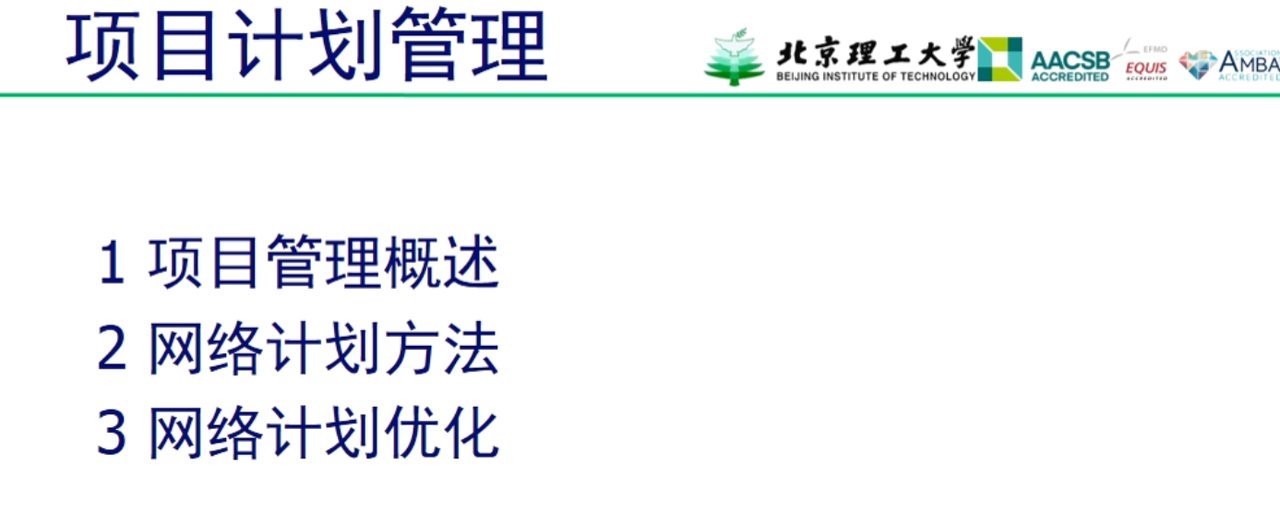 项目计划管理
北京理工大学
BEIJING INSTITUTE OF TECHNOLOGY
AACSB
ACCREDITED
EFMD
EQUIS
ACCREDITED
ASSOCIATION
AMBA
ACCREDITED
1 项目管理概述
2 网络计划方法
3 网络计划优化